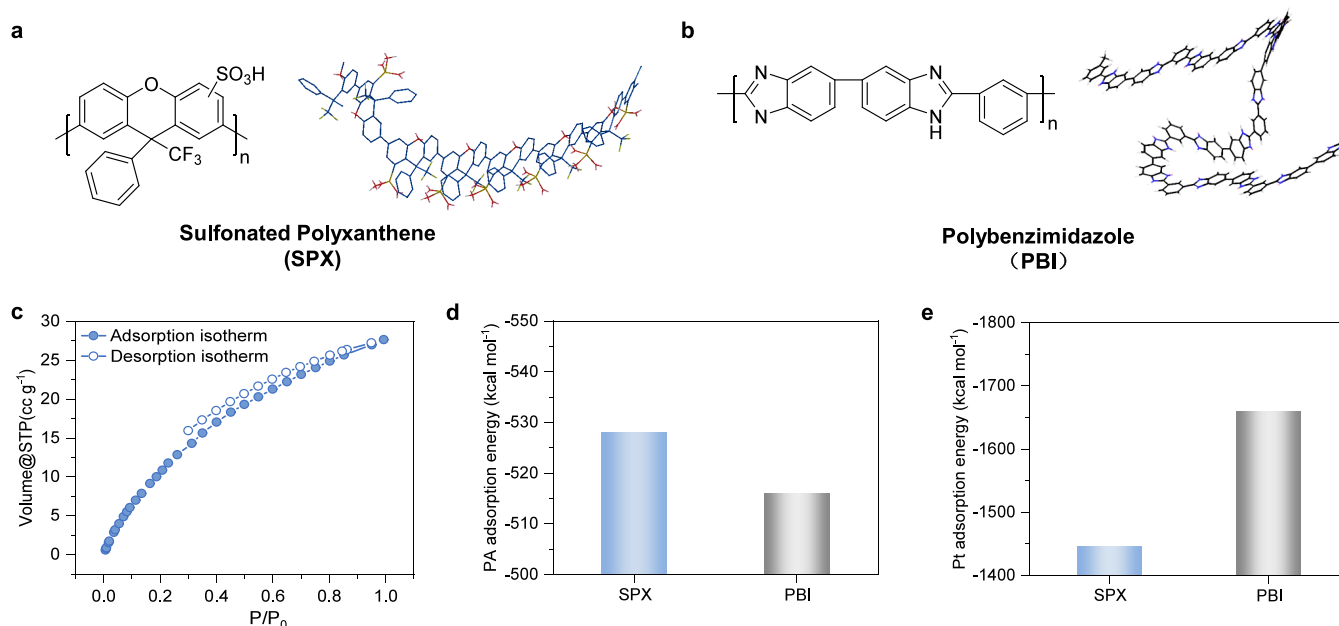 a
O
SO3H
CF3
n
Sulfonated Polyxanthene
(SPX)
b
N
N
N
N
H
n
Polybenzimidazole
（PBI）
c
Adsorption isotherm
Desorption isotherm
Volume@STP(cc g⁻¹)
30
25
20
15
10
5
0
0.0 0.2 0.4 0.6 0.8 1.0
P/P0
d
PA adsorption energy (kcal mol⁻¹)
-550
-540
-530
-520
-510
-500
SPX PBI
e
Pt adsorption energy (kcal mol⁻¹)
-1800
-1700
-1600
-1500
-1400
SPX PBI